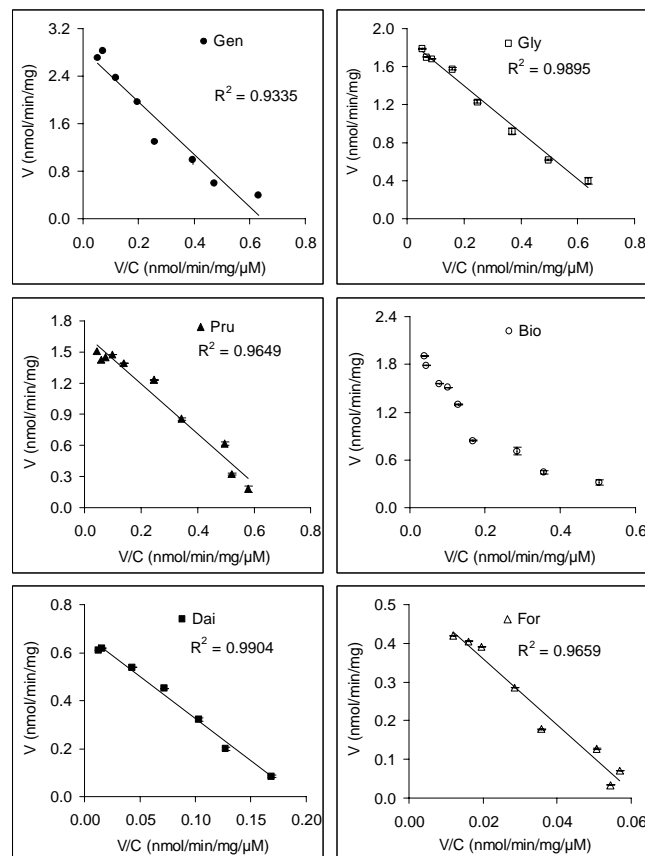 Gen
R² = 0.9335
V (nmol/min/mg)
3.0
2.4
1.8
1.2
0.6
0.0
0.0 0.2 0.4 0.6 0.8
V/C (nmol/min/mg/µM)
Gly
R² = 0.9895
V (nmol/min/mg)
2.0
1.6
1.2
0.8
0.4
0.0
0 0.2 0.4 0.6 0.8
V/C (nmol/min/mg/µM)
Pru
R² = 0.9649
V (nmol/min/mg)
1.8
1.5
1.2
0.9
0.6
0.3
0.0
0.0 0.2 0.4 0.6 0.8
V/C (nmol/min/mg/µM)
Bio
V (nmol/min/mg)
2.4
1.8
1.2
0.6
0.0
0.0 0.2 0.4 0.6
V/C (nmol/min/mg/µM)
Dai
R² = 0.9904
V (nmol/min/mg)
0.8
0.6
0.4
0.2
0.0
0.00 0.05 0.10 0.15 0.20
V/C (nmol/min/mg/µM)
For
R² = 0.9659
V (nmol/min/mg)
0.5
0.4
0.3
0.2
0.1
0.0
0.00 0.02 0.04 0.06
V/C (nmol/min/mg/µM)